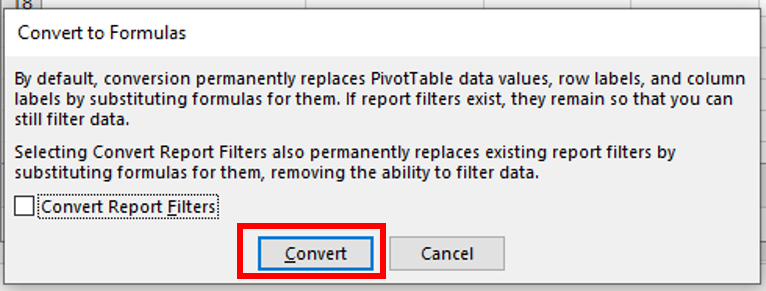 18
Convert to Formulas
By default, conversion permanently replaces PivotTable data values, row labels, and column
labels by substituting formulas for them. If report filters exist, they remain so that you can
still filter data.
Selecting Convert Report Filters also permanently replaces existing report filters by
substituting formulas for them, removing the ability to filter data.
Convert Report Filters
Convert Cancel